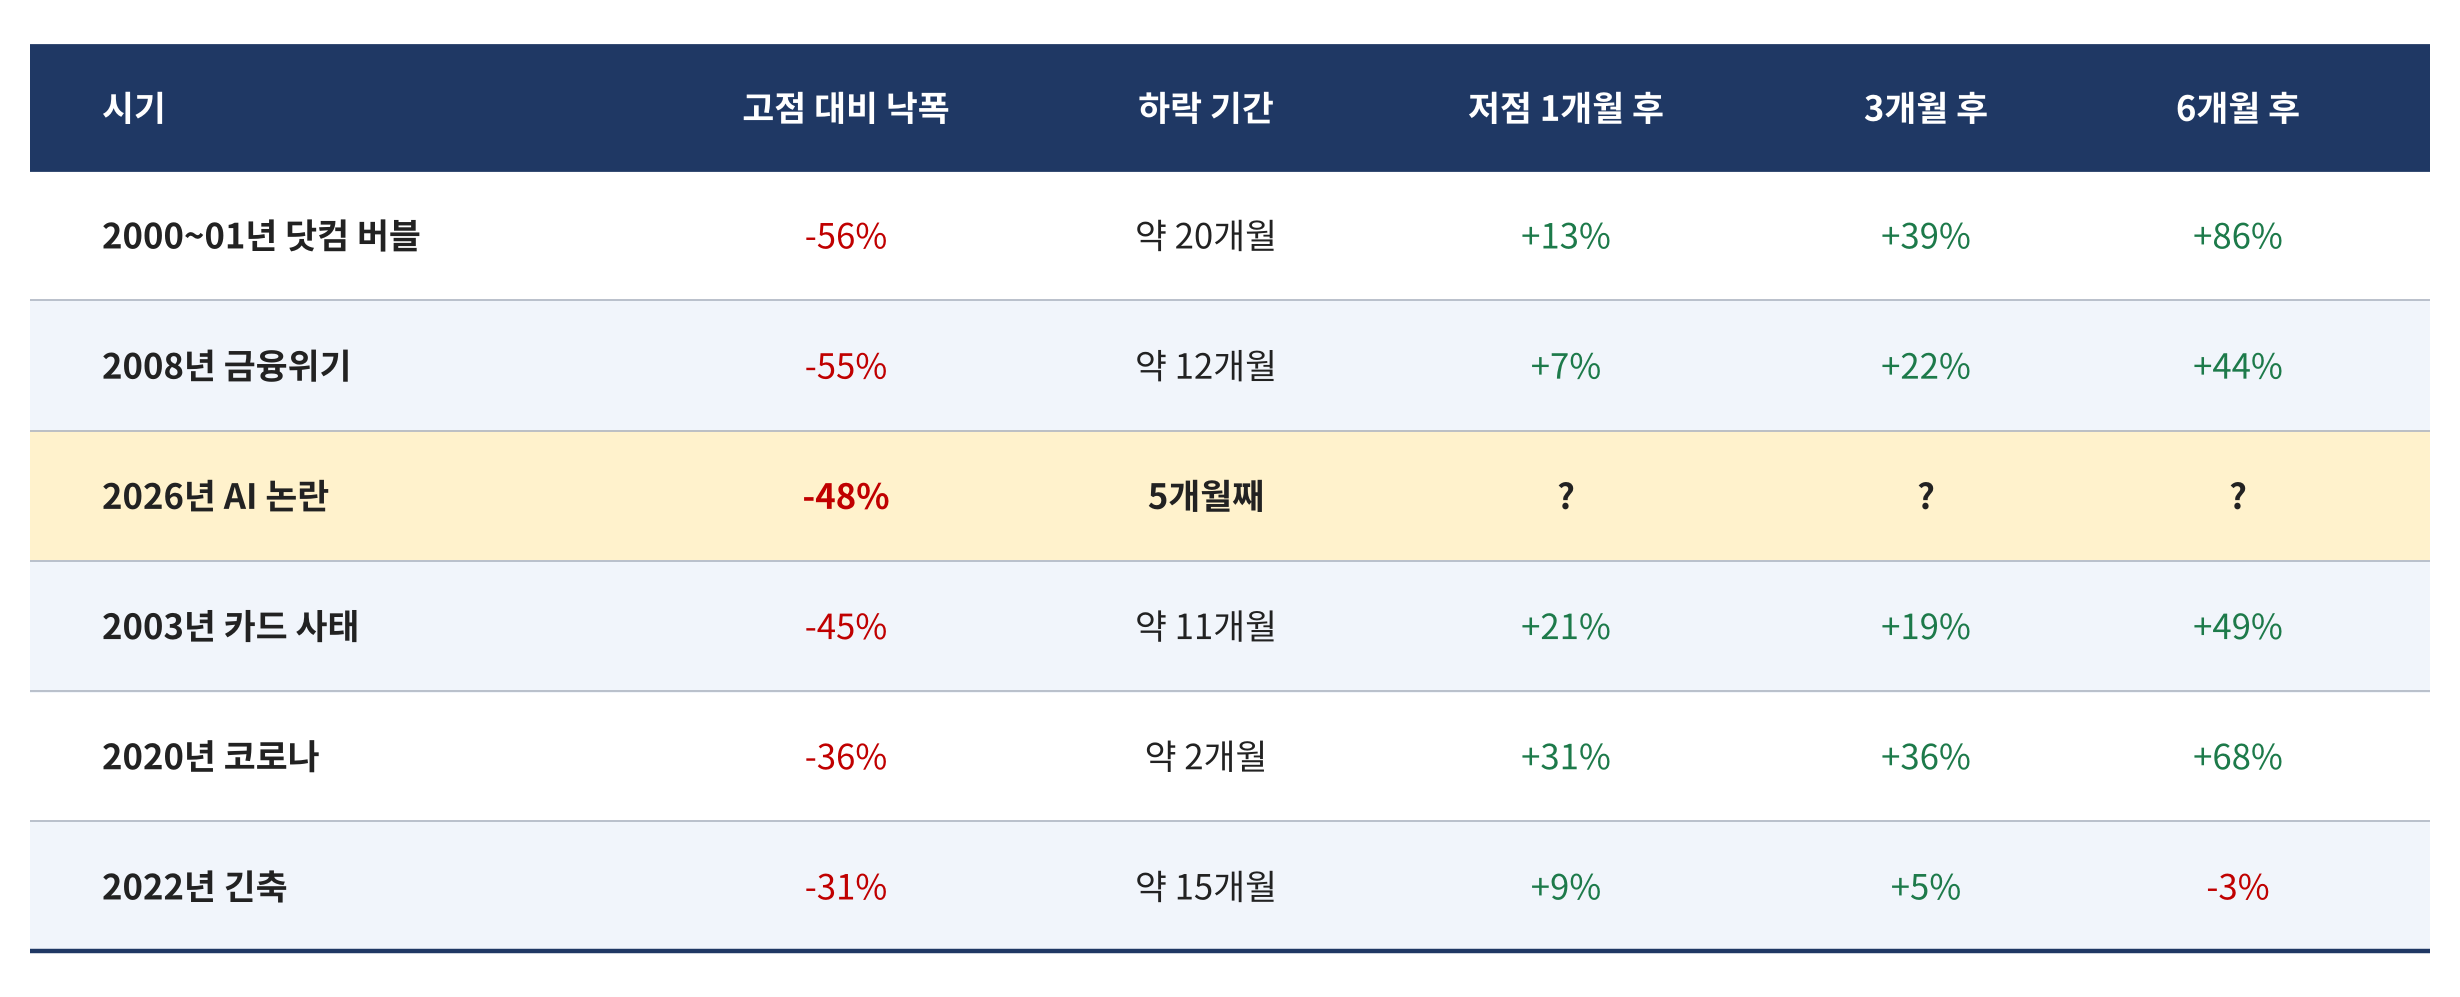 시기 고점 대비 낙폭 하락 기간 저점 1개월 후 3개월 후 6개월 후
2000~01년 닷컴 버블 -56% 약 20개월 +13% +39% +86%
2008년 금융위기 -55% 약 12개월 +7% +22% +44%
2026년 AI 논란 -48% 5개월째 ? ? ?
2003년 카드 사태 -45% 약 11개월 +21% +19% +49%
2020년 코로나 -36% 약 2개월 +31% +36% +68%
2022년 긴축 -31% 약 15개월 +9% +5% -3%